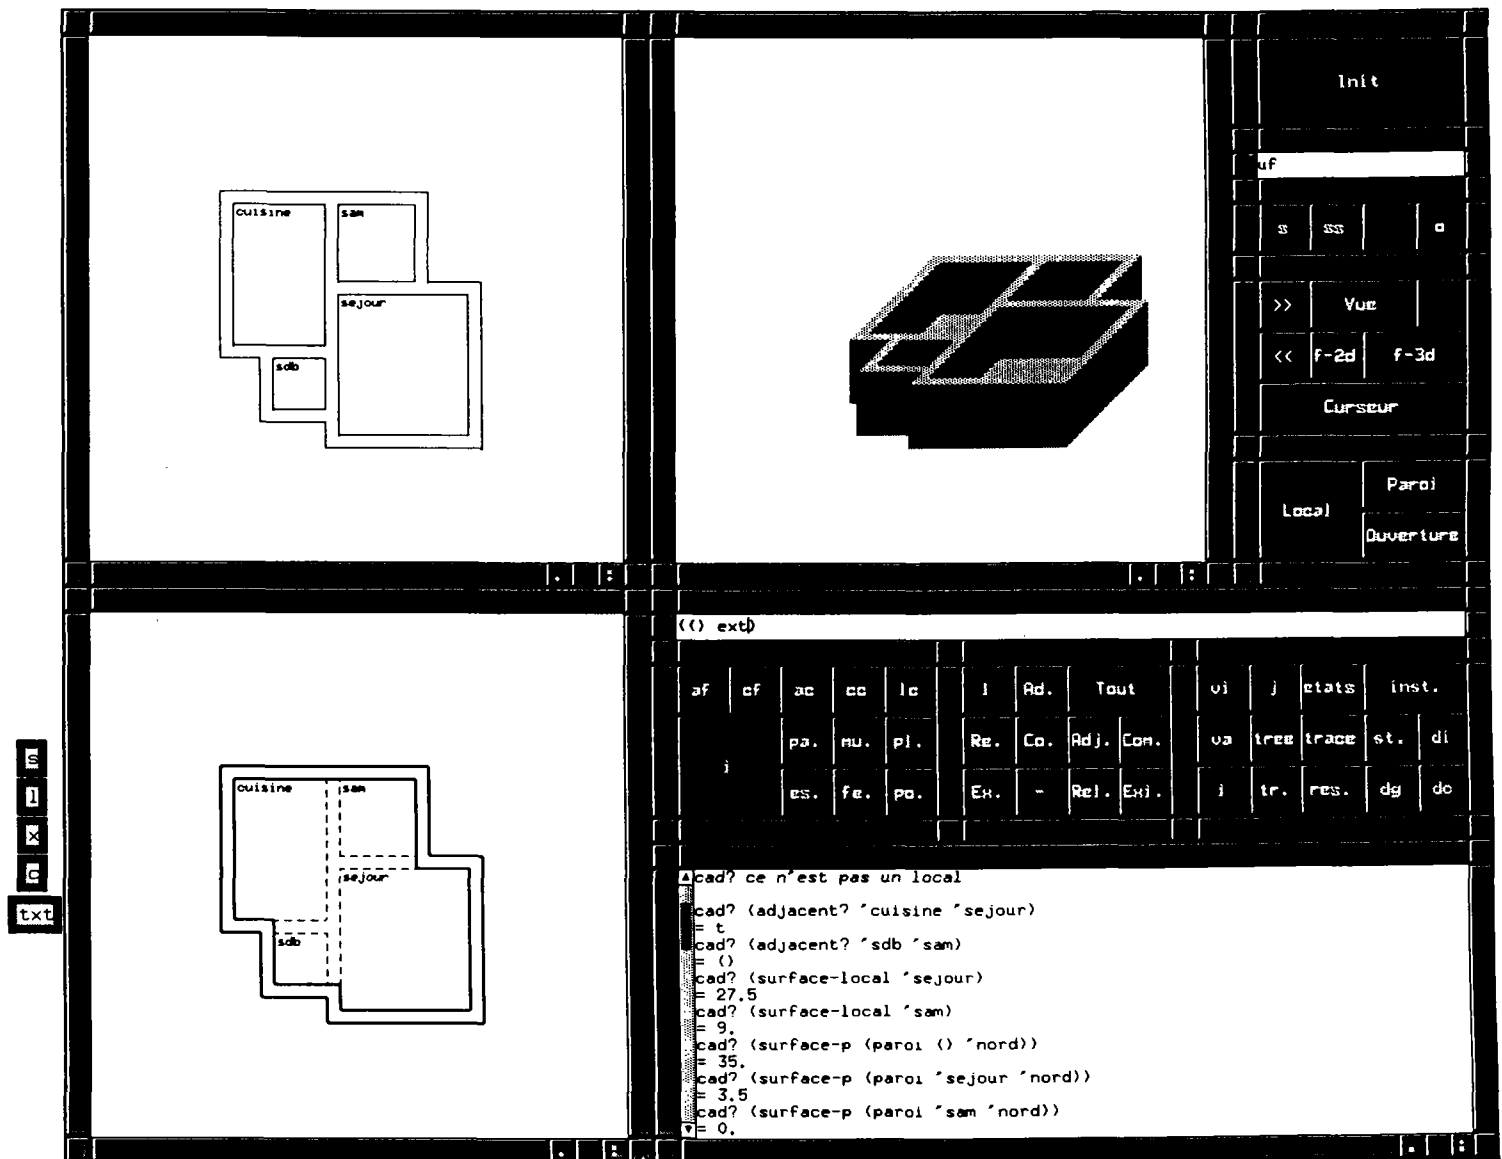 cuisine sam
sejour
sdb
Init
uf
s ss o
>> Vue
<< f-2d f-3d
Curseur
Local Paroi
Ouverture
(() ext)
af cf ac cc lc
pa. mu. pl.
i
es. fe. po.
l Ad. Tout
Re. Co. Adj. Com.
Ex. - Rel. Exi.
vi j etats inst.
va tree trace st. di
i tr. res. dg dc
cuisine sam
sejour
sdb
s
l
x
c
txt
cad? ce n'est pas un local
cad? (adjacent? 'cuisine 'sejour)
= t
cad? (adjacent? 'sdb 'sam)
= ()
cad? (surface-local 'sejour)
= 27.5
cad? (surface-local 'sam)
= 9.
cad? (surface-p (paroi () 'nord))
= 35.
cad? (surface-p (paroi 'sejour 'nord))
= 3.5
cad? (surface-p (paroi 'sam 'nord))
= 0.